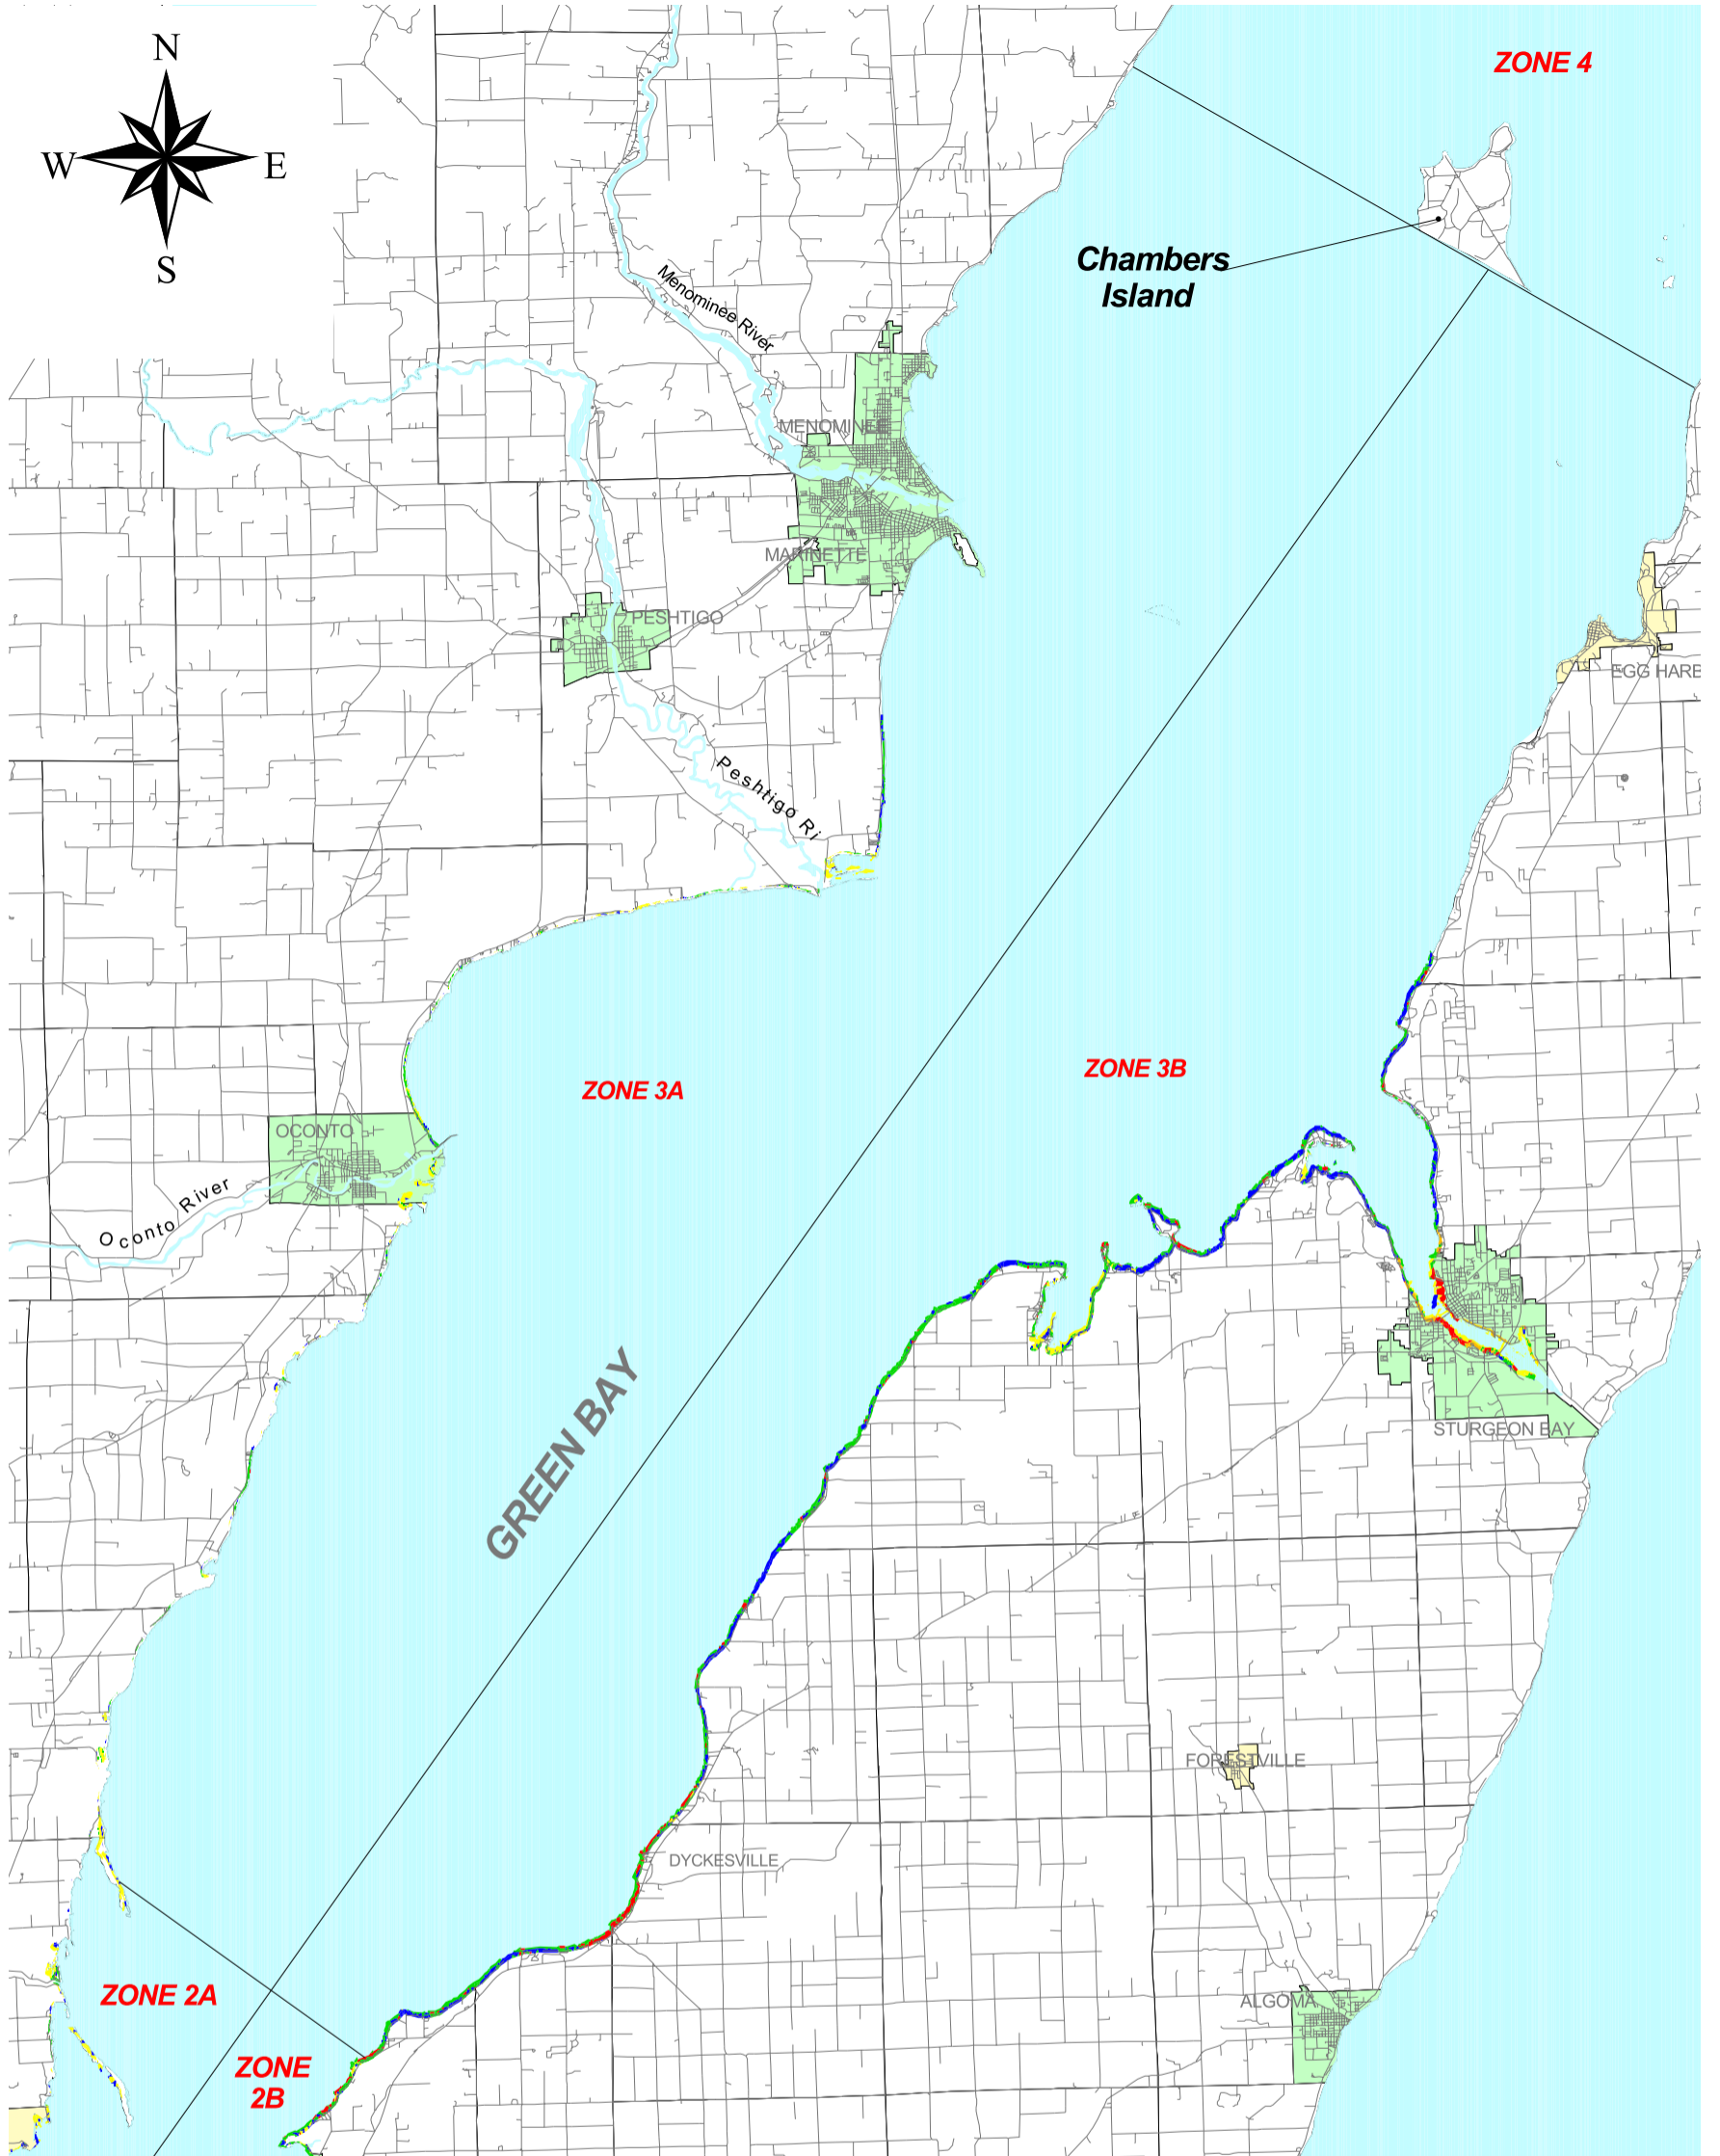 N
ZONE 4
W
E
S
Chambers
Island
Menominee River
MENOMINEE
MARINETTE
PESHTIGO
EGG HARB
Peshtigo Ri
ZONE 3B
ZONE 3A
OCONTO
Oconto River
GREEN BAY
STURGEON BAY
FORESTVILLE
DYCKESVILLE
ZONE 2A
ALGOMA
ZONE
2B